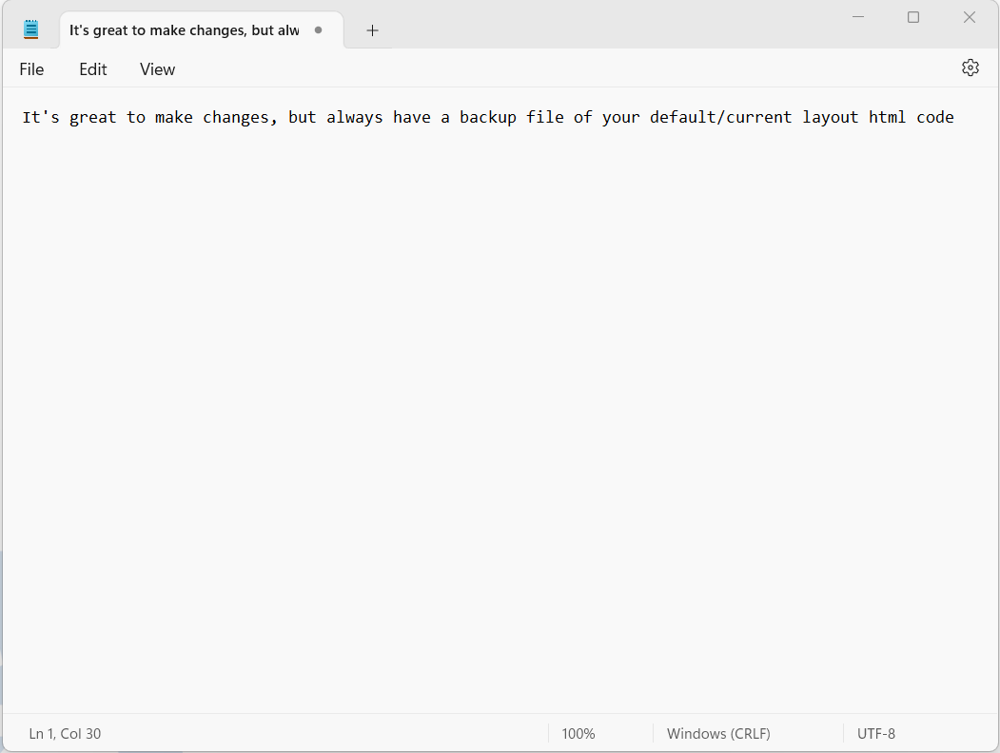 It's great to make changes, but alw
File Edit View
It's great to make changes, but always have a backup file of your default/current layout html code
Ln 1, Col 30 100% Windows (CRLF) UTF-8